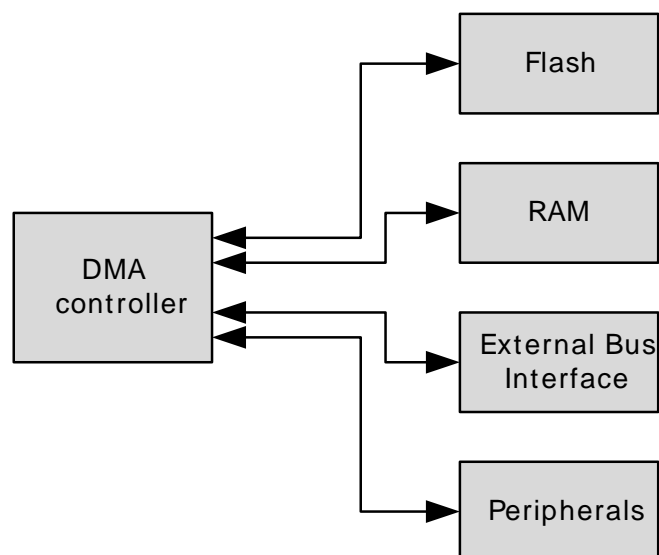 Flash
RAM
DMA
controller
External Bus
Interface
Peripherals